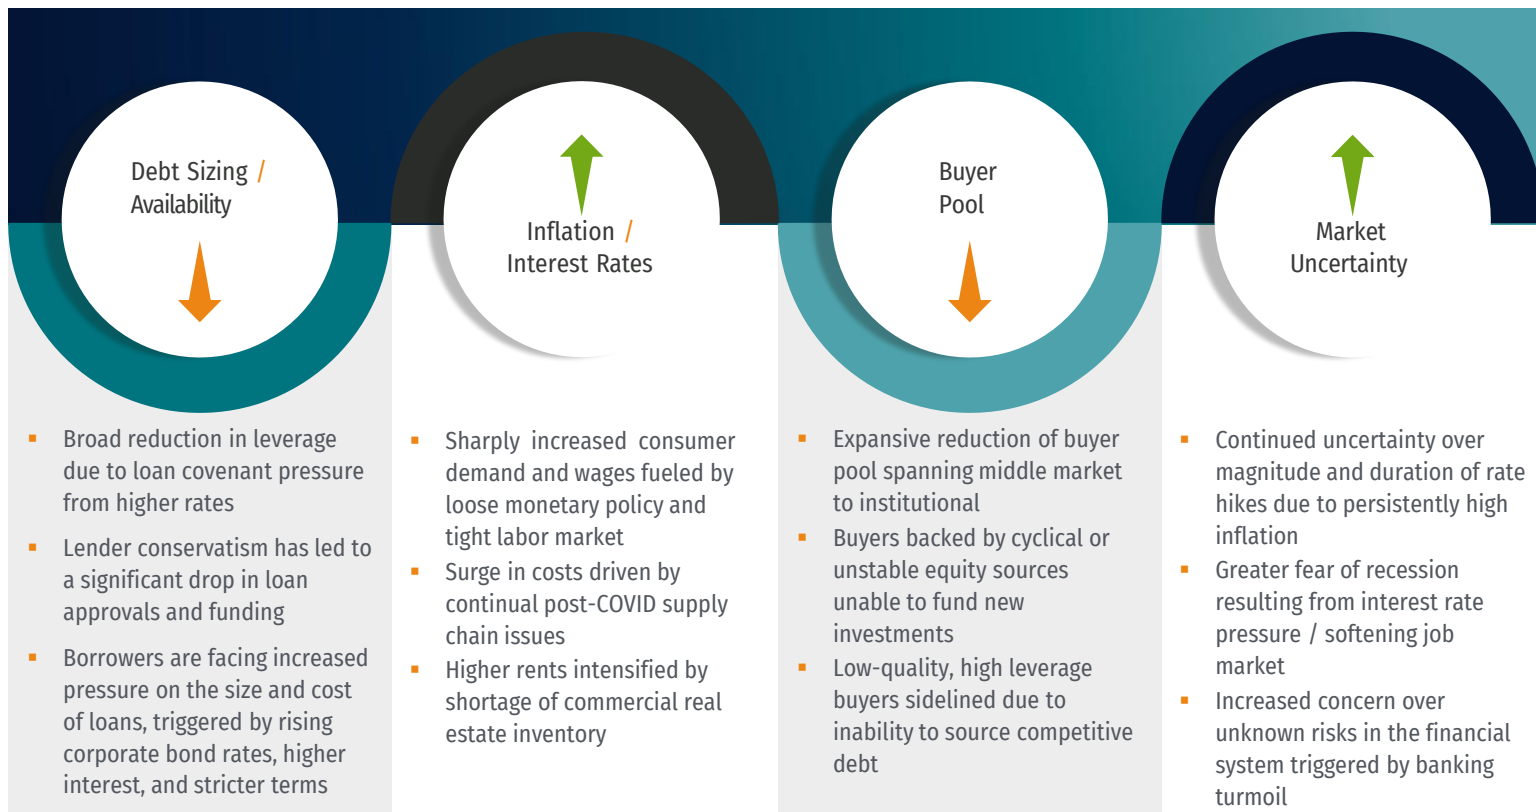 Debt Sizing /
Availability
Inflation /
Interest Rates
Buyer
Pool
Market
Uncertainty
▪ Broad reduction in leverage
due to loan covenant pressure
from higher rates
▪ Lender conservatism has led to
a significant drop in loan
approvals and funding
▪ Borrowers are facing increased
pressure on the size and cost
of loans, triggered by rising
corporate bond rates, higher
interest, and stricter terms
▪ Sharply increased consumer
demand and wages fueled by
loose monetary policy and
tight labor market
▪ Surge in costs driven by
continual post-COVID supply
chain issues
▪ Higher rents intensified by
shortage of commercial real
estate inventory
▪ Expansive reduction of buyer
pool spanning middle market
to institutional
▪ Buyers backed by cyclical or
unstable equity sources
unable to fund new
investments
▪ Low-quality, high leverage
buyers sidelined due to
inability to source competitive
debt
▪ Continued uncertainty over
magnitude and duration of rate
hikes due to persistently high
inflation
▪ Greater fear of recession
resulting from interest rate
pressure / softening job
market
▪ Increased concern over
unknown risks in the financial
system triggered by banking
turmoil